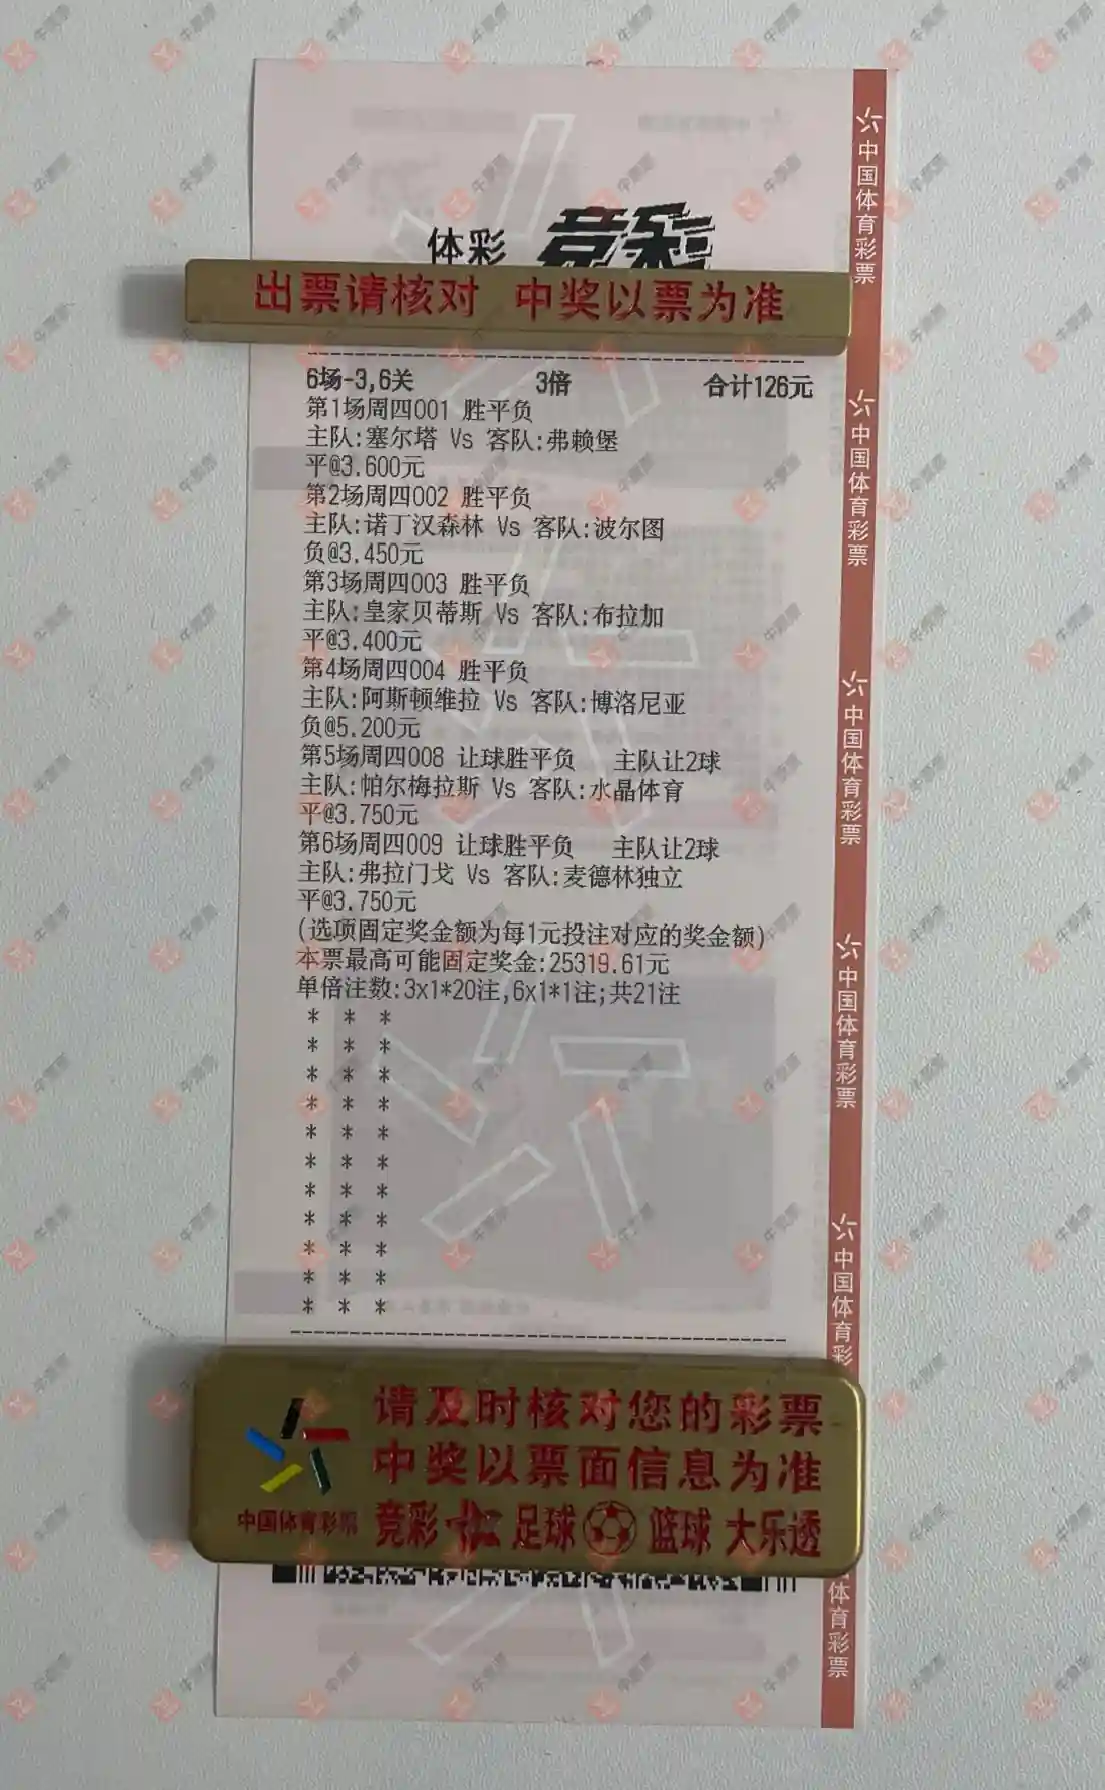 体彩 竞彩
出票请核对 中奖以票为准
6场-3,6关 3倍 合计126元
第1场周四001 胜平负
主队:塞尔塔 Vs 客队:弗赖堡
平@3.600元
第2场周四002 胜平负
主队:诺丁汉森林 Vs 客队:波尔图
负@3.450元
第3场周四003 胜平负
主队:皇家贝蒂斯 Vs 客队:布拉加
平@3.400元
第4场周四004 胜平负
主队:阿斯顿维拉 Vs 客队:博洛尼亚
负@5.200元
第5场周四008 让球胜平负 主队让2球
主队:帕尔梅拉斯 Vs 客队:水晶体育
平@3.750元
第6场周四009 让球胜平负 主队让2球
主队:弗拉门戈 Vs 客队:麦德林独立
平@3.750元
(选项固定奖金额为每1元投注对应的奖金额)
本票最高可能固定奖金:25319.61元
单倍注数:3x1*20注,6x1*1注;共21注
* * *
* * *
* * *
* * *
* * *
* * *
* * *
* * *
* * *
* * *
* * *
请及时核对您的彩票
中奖以票面信息为准
中国体育彩票 竞彩 足球 篮球 大乐透
中国体育彩票
中国体育彩票
中国体育彩票
中国体育彩票
中国体育彩
体育彩票